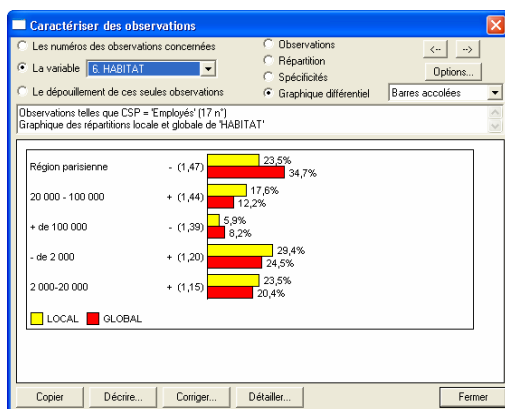 Caractériser des observations
Les numéros des observations concernées
La variable 6. HABITAT
Le dépouillement de ces seules observations
Observations
Répartition
Spécificités
Graphique différentiel
<-- -->
Options...
Barres accolées
Observations telles que CSP = 'Employés' (17 n°)
Graphique des répartitions locale et globale de 'HABITAT'
Région parisienne - (1,47) 23,5%
34,7%
20 000 - 100 000 + (1,44) 17,6%
12,2%
+ de 100 000 - (1,39) 5,9%
8,2%
- de 2 000 + (1,20) 29,4%
24,5%
2 000-20 000 + (1,15) 23,5%
20,4%
LOCAL GLOBAL
Copier Décrire... Corriger... Détailler... Fermer